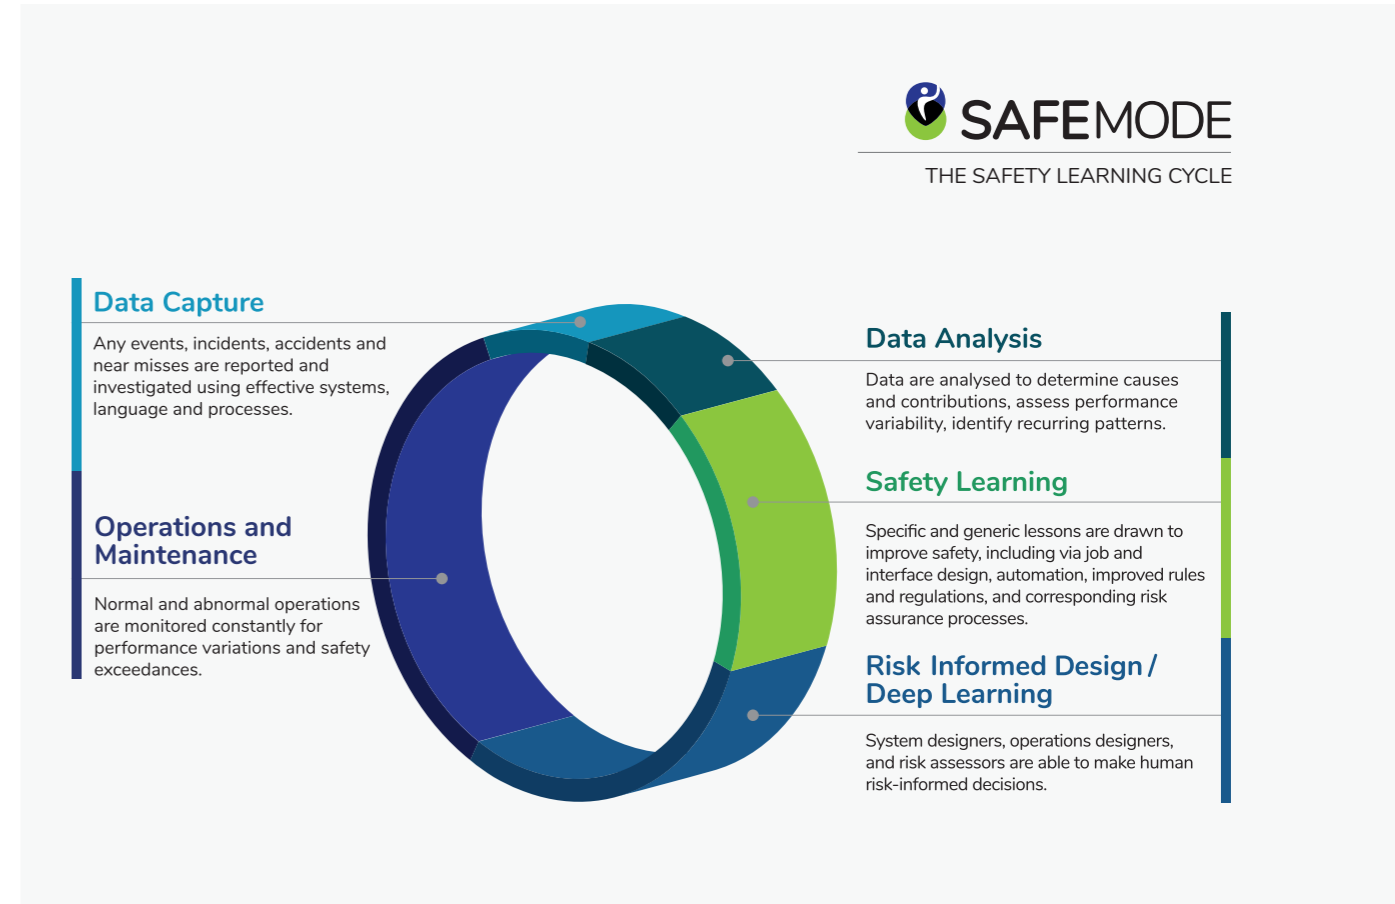 SAFEMODE
THE SAFETY LEARNING CYCLE
Data Capture
Any events, incidents, accidents and
near misses are reported and
investigated using effective systems,
language and processes.
Operations and
Maintenance
Normal and abnormal operations
are monitored constantly for
performance variations and safety
exceedances.
Data Analysis
Data are analysed to determine causes
and contributions, assess performance
variability, identify recurring patterns.
Safety Learning
Specific and generic lessons are drawn to
improve safety, including via job and
interface design, automation, improved rules
and regulations, and corresponding risk
assurance processes.
Risk Informed Design /
Deep Learning
System designers, operations designers,
and risk assessors are able to make human
risk-informed decisions.